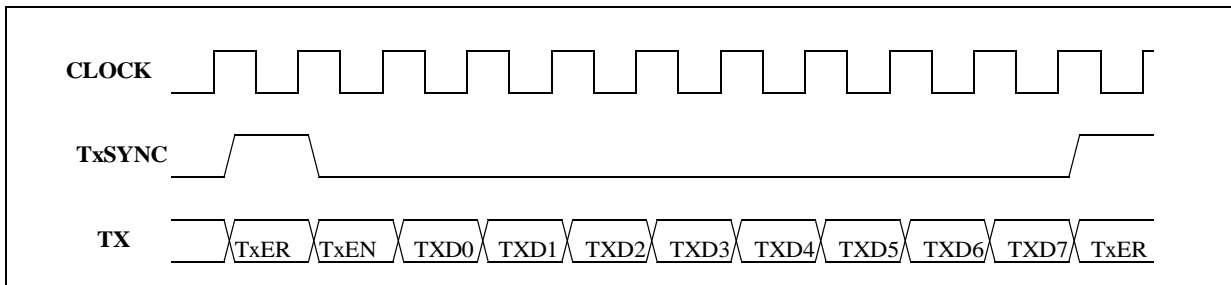 CLOCK
TxSYNC
TX TxER TxEN TXD0 TXD1 TXD2 TXD3 TXD4 TXD5 TXD6 TXD7 TxER